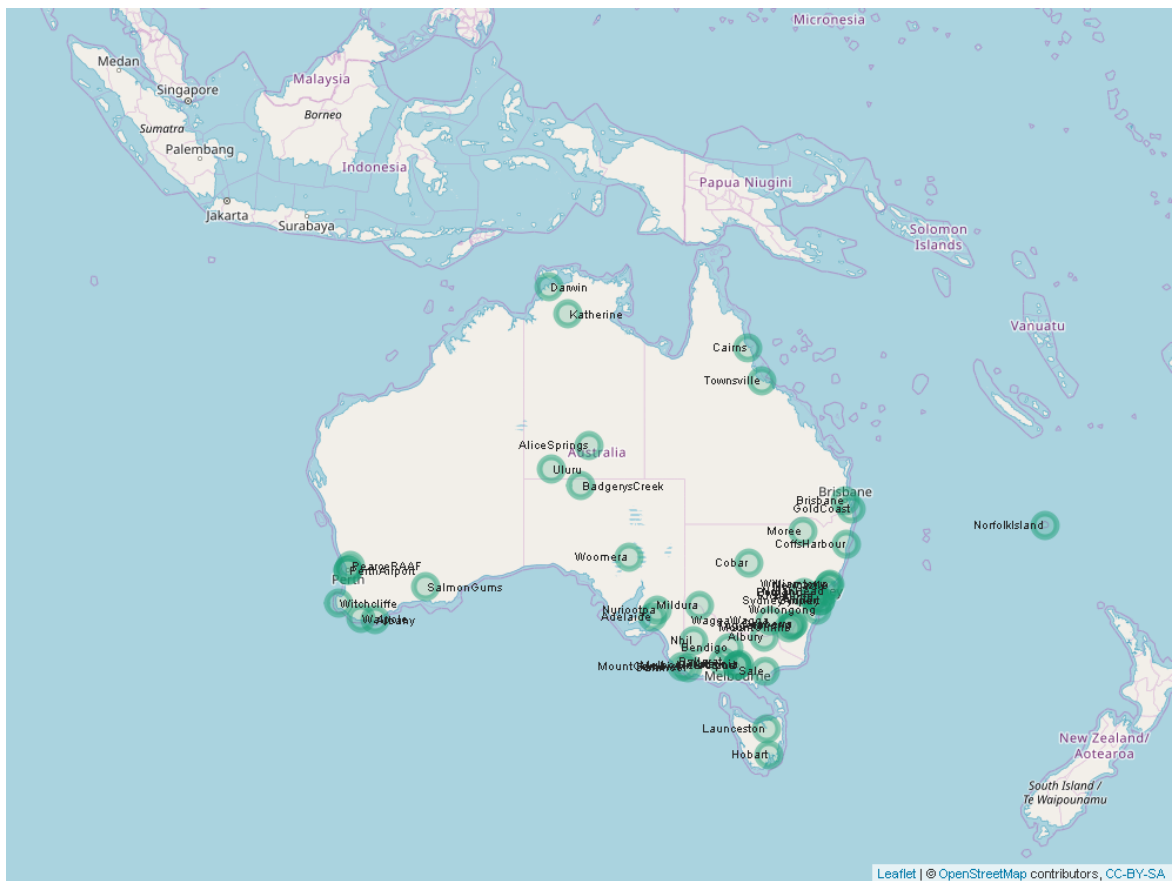 Micronesia
Medan
Malaysia
Singapore
Borneo
Sumatra
Palembang
Indonesia
Papua Niugini
Jakarta
Surabaya
Solomon
Islands
Darwin
Katherine
Vanuatu
Cairns
Townsville
AliceSprings
Australia
Uluru
BadgerysCreek
Brisbane
Brisbane
GoldCoast
NorfolkIsland
Moree
CoffsHarbour
Woomera
Cobar
PearceRAAF
PerthAirport
Perth
SalmonGums
Williamtown
Witchcliffe
Walpole
Albany
Nuriootpa
Mildura
Adelaide
Wollongong
WaggaWagga
Nhil
Albury
Bendigo
Sale
Melbourne
Launceston
Hobart
New Zealand/
Aotearoa
South Island /
Te Waipounamu
Leaflet | © OpenStreetMap contributors, CC-BY-SA